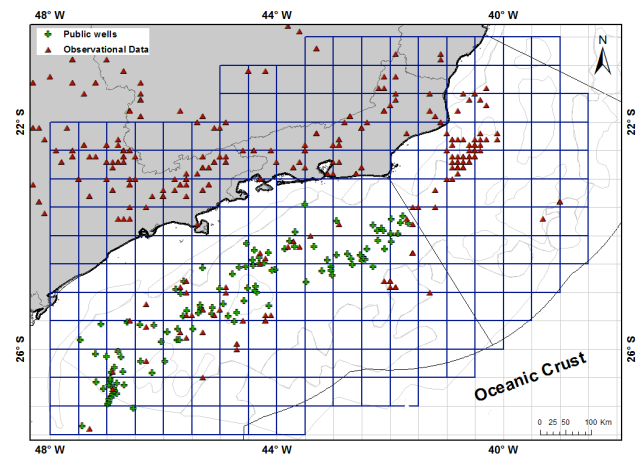 48° W 44° W 40° W
Public wells
Observational Data
N
22° S
22° S
26° S
26° S
Oceanic Crust
0 25 50 100 Km
48° W 44° W 40° W